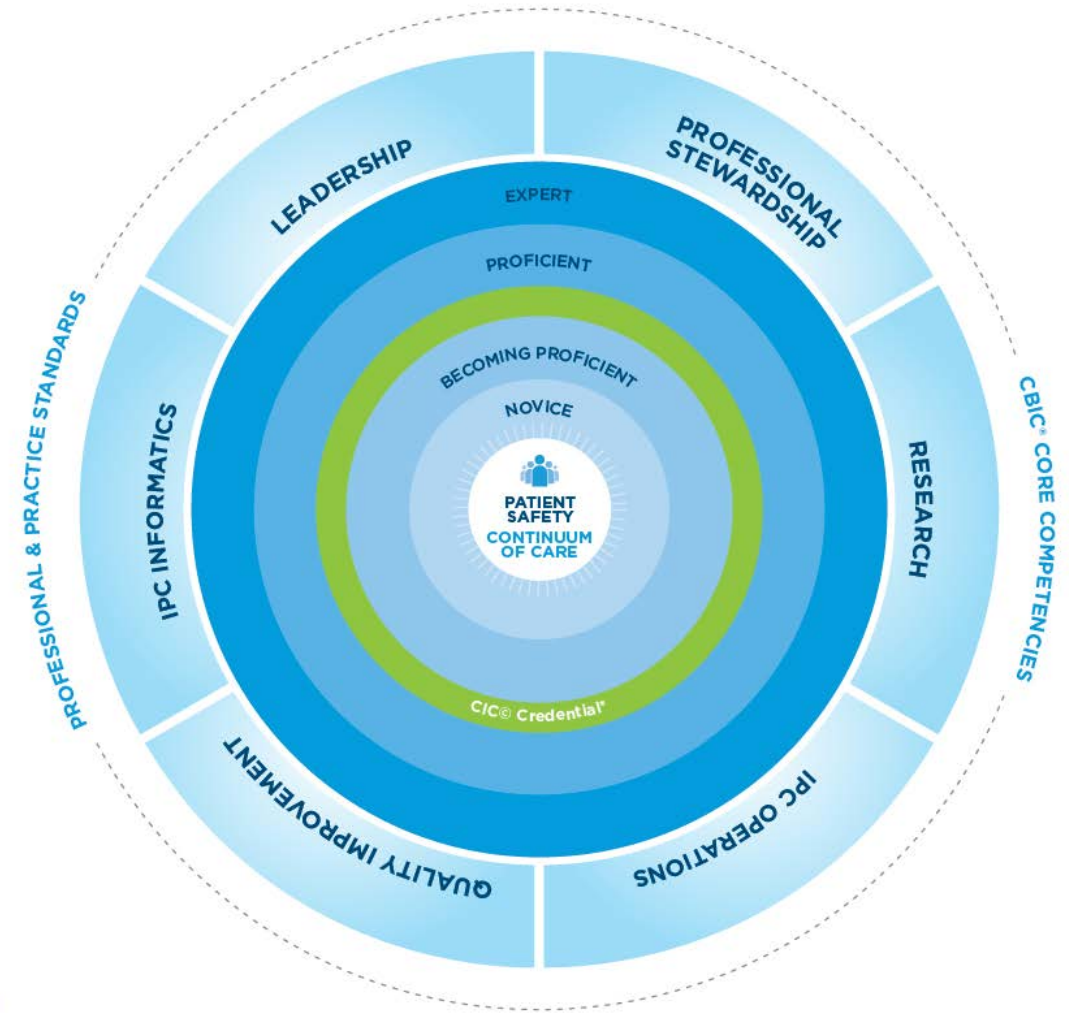 LEADERSHIP
PROFESSIONAL
STEWARDSHIP
EXPERT
PROFICIENT
BECOMING PROFICIENT
NOVICE
PATIENT
SAFETY
CONTINUUM
OF CARE
CIC© Credential®
PROFESSIONAL & PRACTICE STANDARDS
IPC INFORMATICS
RESEARCH
CBIC® CORE COMPETENCIES
QUALITY IMPROVEMENT
IPC OPERATIONS